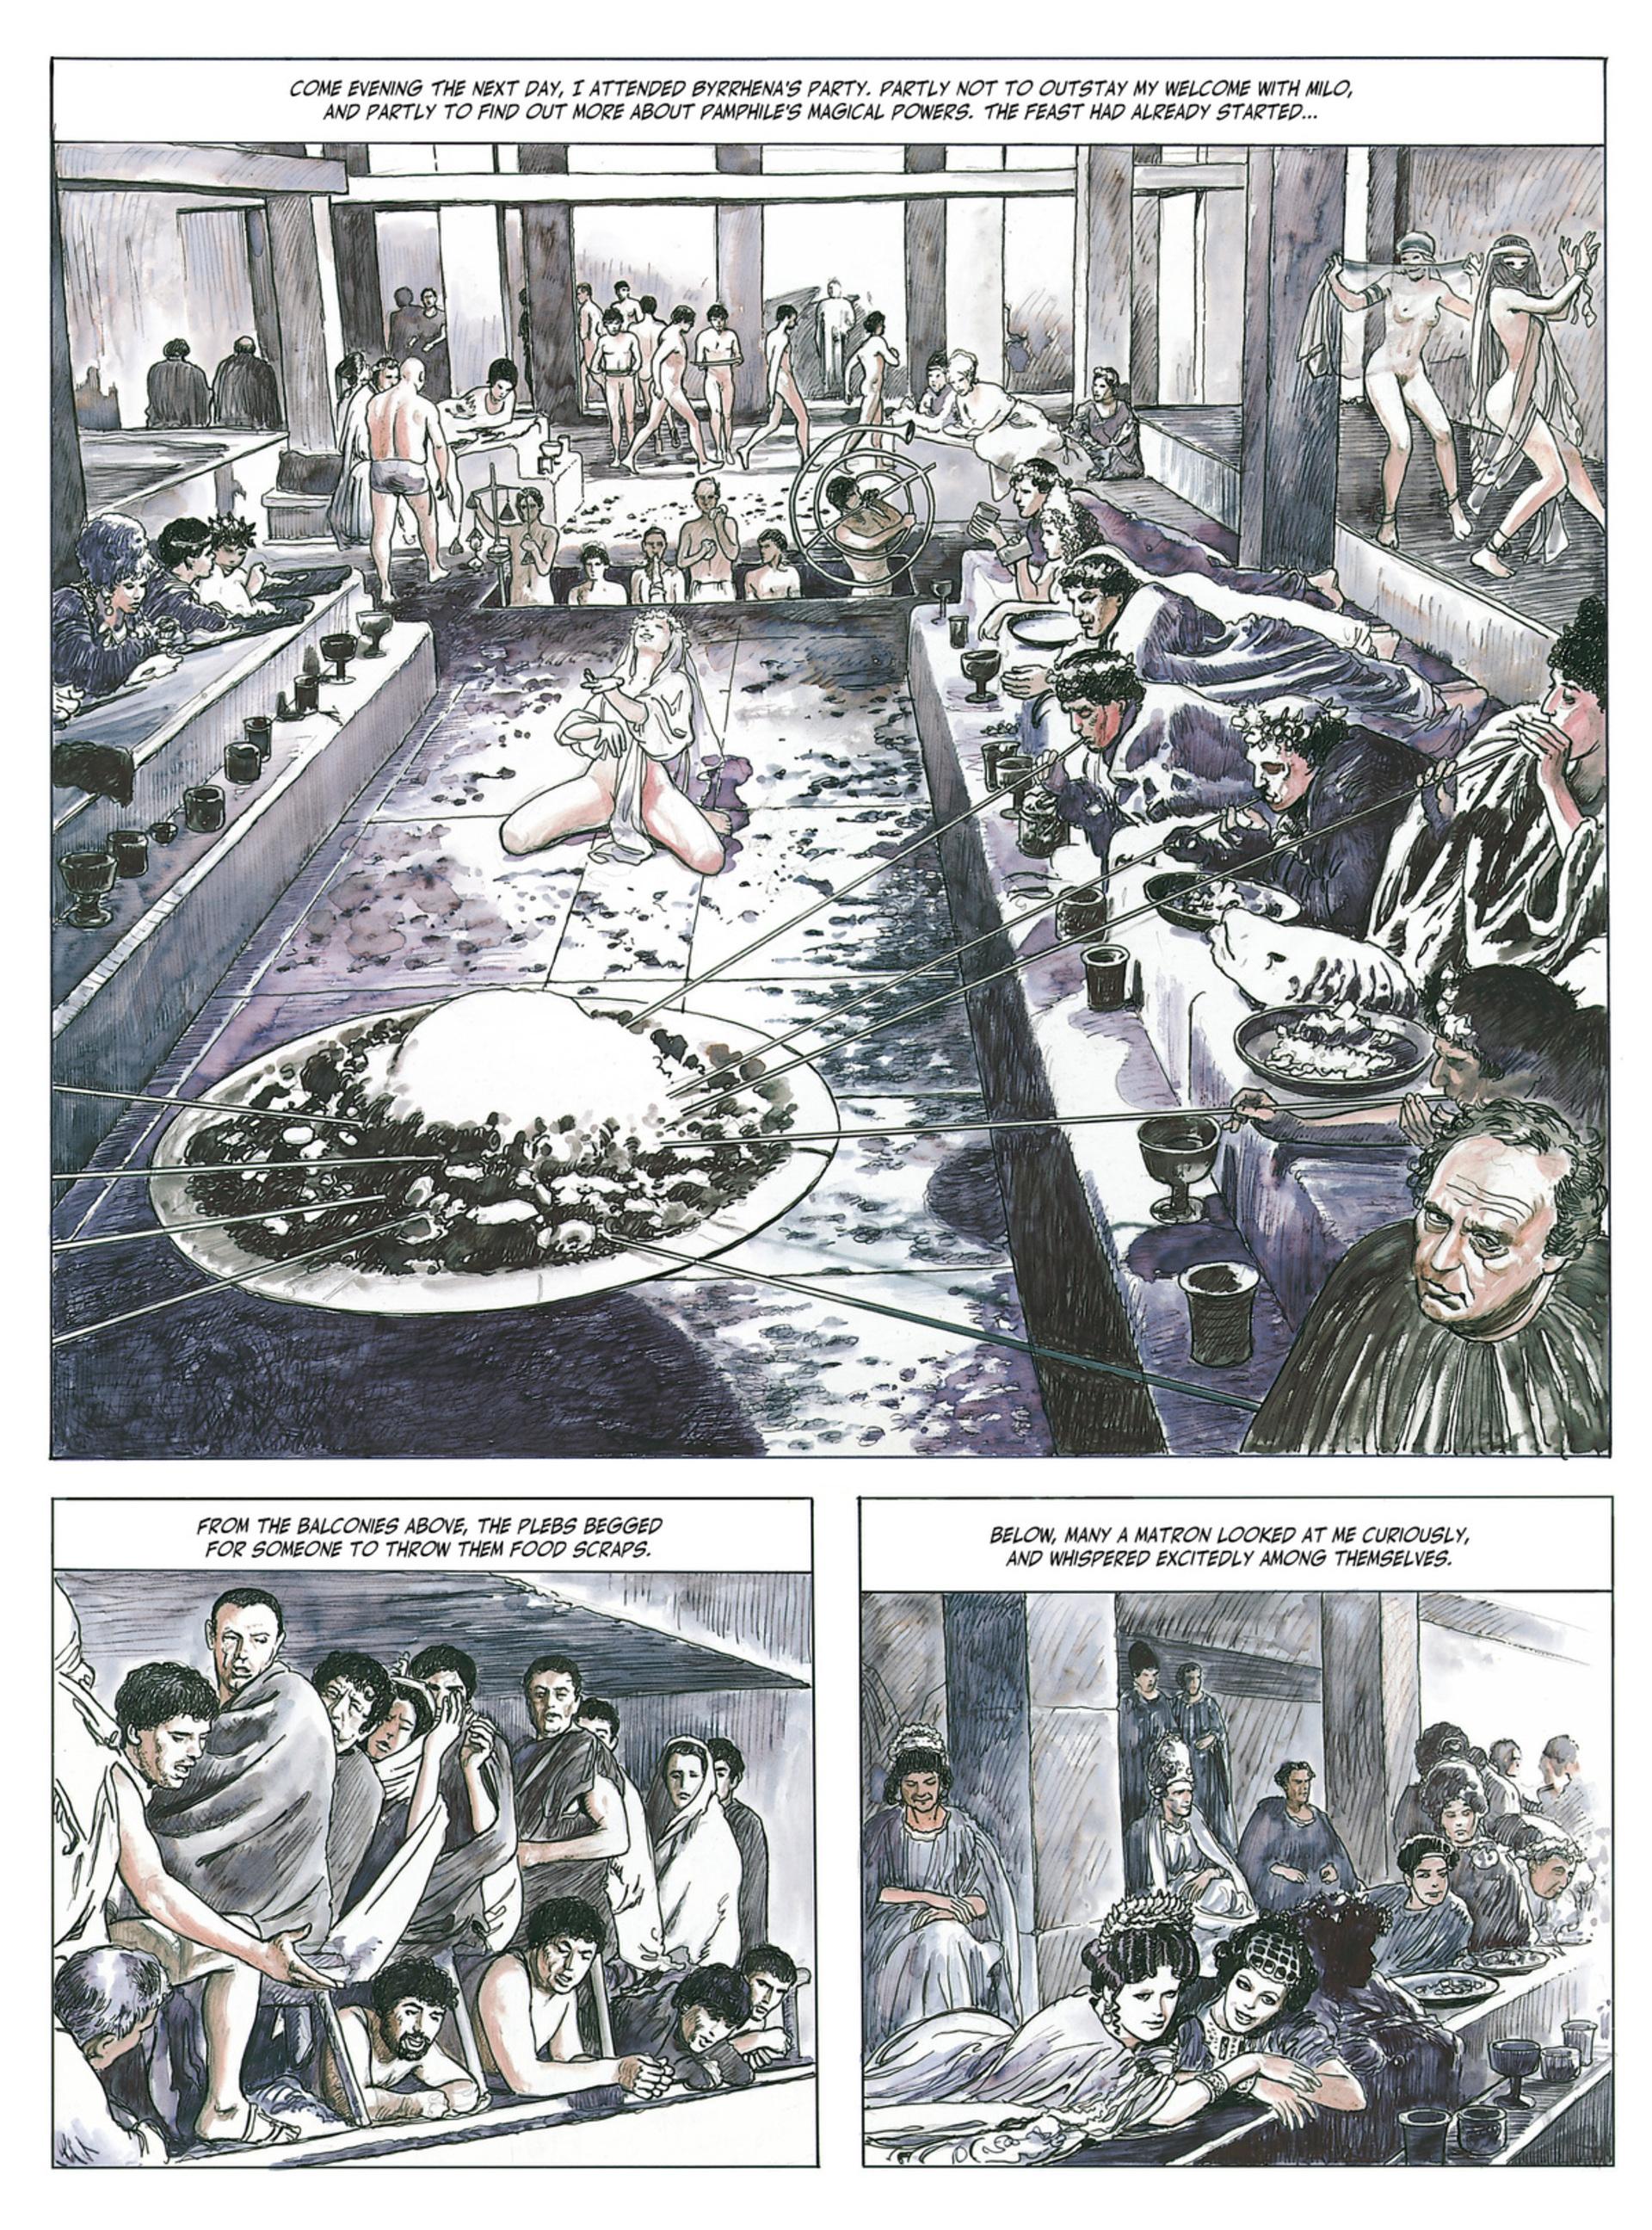 COME EVENING THE NEXT DAY, I ATTENDED BYRRHENA'S PARTY. PARTLY NOT TO OUTSTAY MY WELCOME WITH MILO,
AND PARTLY TO FIND OUT MORE ABOUT PAMPHILE'S MAGICAL POWERS. THE FEAST HAD ALREADY STARTED...
FROM THE BALCONIES ABOVE, THE PLEBS BEGGED
FOR SOMEONE TO THROW THEM FOOD SCRAPS.
BELOW, MANY A MATRON LOOKED AT ME CURIOUSLY,
AND WHISPERED EXCITEDLY AMONG THEMSELVES.